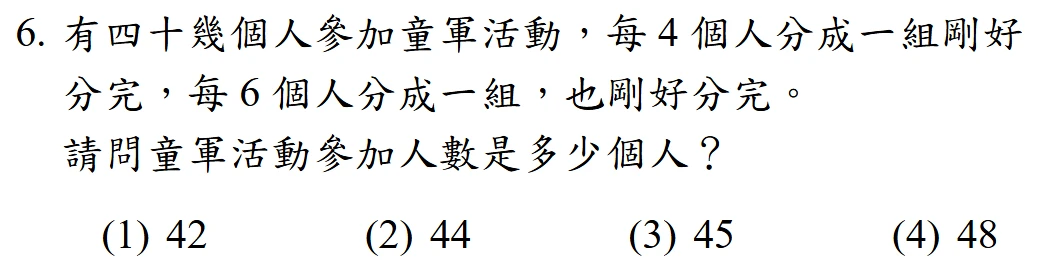 6. 有四十幾個人參加童軍活動，每 4 個人分成一組剛好
分完，每 6 個人分成一組，也剛好分完。
請問童軍活動參加人數是多少個人？
(1) 42 (2) 44 (3) 45 (4) 48